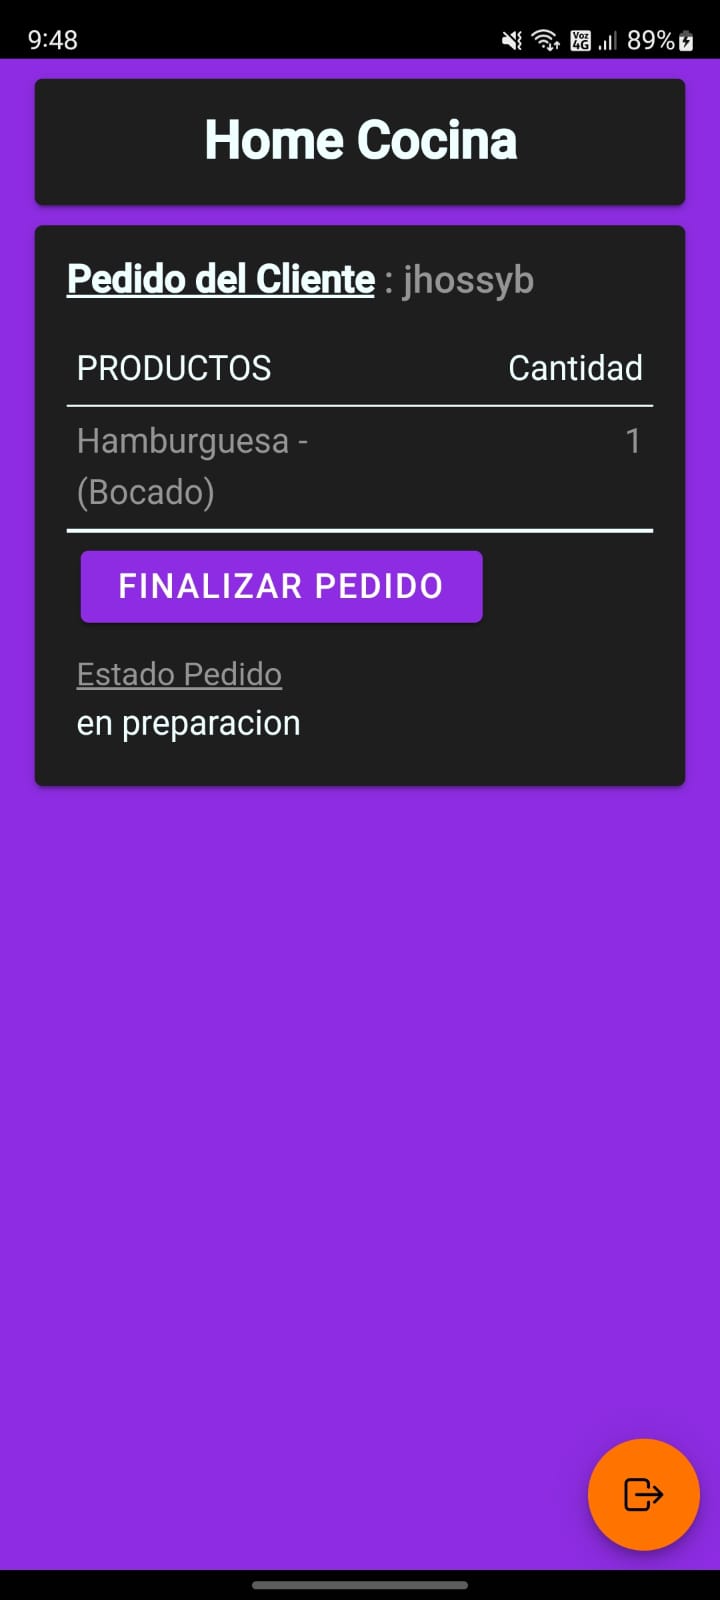 9:48
Voz 4G
89%
Home Cocina
Pedido del Cliente : jhossyb
PRODUCTOS Cantidad
Hamburguesa - 1
(Bocado)
FINALIZAR PEDIDO
Estado Pedido
en preparacion